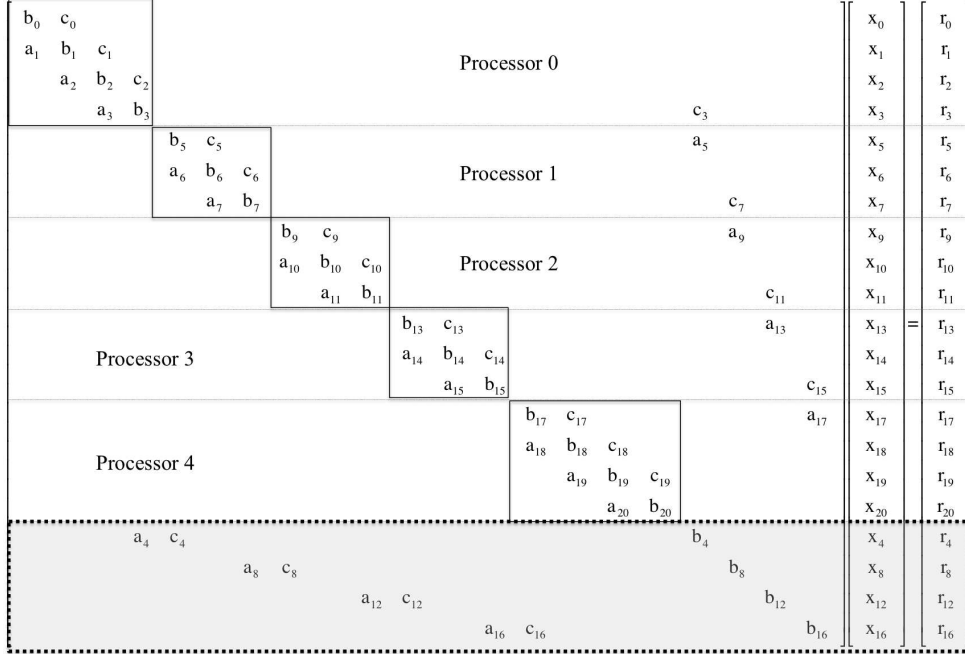 b₀ c₀ x₀ r₀
a₁ b₁ c₁ x₁ r₁
Processor 0
a₂ b₂ c₂ x₂ r₂
a₃ b₃ c₃ x₃ r₃
b₅ c₅ a₅ x₅ r₅
a₆ b₆ c₆ Processor 1 x₆ r₆
a₇ b₇ c₇ x₇ r₇
b₉ c₉ a₉ x₉ r₉
a₁₀ b₁₀ c₁₀ Processor 2 x₁₀ r₁₀
a₁₁ b₁₁ c₁₁ x₁₁ r₁₁
b₁₃ c₁₃ a₁₃ x₁₃ = r₁₃
Processor 3 a₁₄ b₁₄ c₁₄ x₁₄ r₁₄
a₁₅ b₁₅ c₁₅ x₁₅ r₁₅
b₁₇ c₁₇ a₁₇ x₁₇ r₁₇
a₁₈ b₁₈ c₁₈ x₁₈ r₁₈
Processor 4 a₁₉ b₁₉ c₁₉ x₁₉ r₁₉
a₂₀ b₂₀ x₂₀ r₂₀
a₄ c₄ b₄ x₄ r₄
a₈ c₈ b₈ x₈ r₈
a₁₂ c₁₂ b₁₂ x₁₂ r₁₂
a₁₆ c₁₆ b₁₆ x₁₆ r₁₆